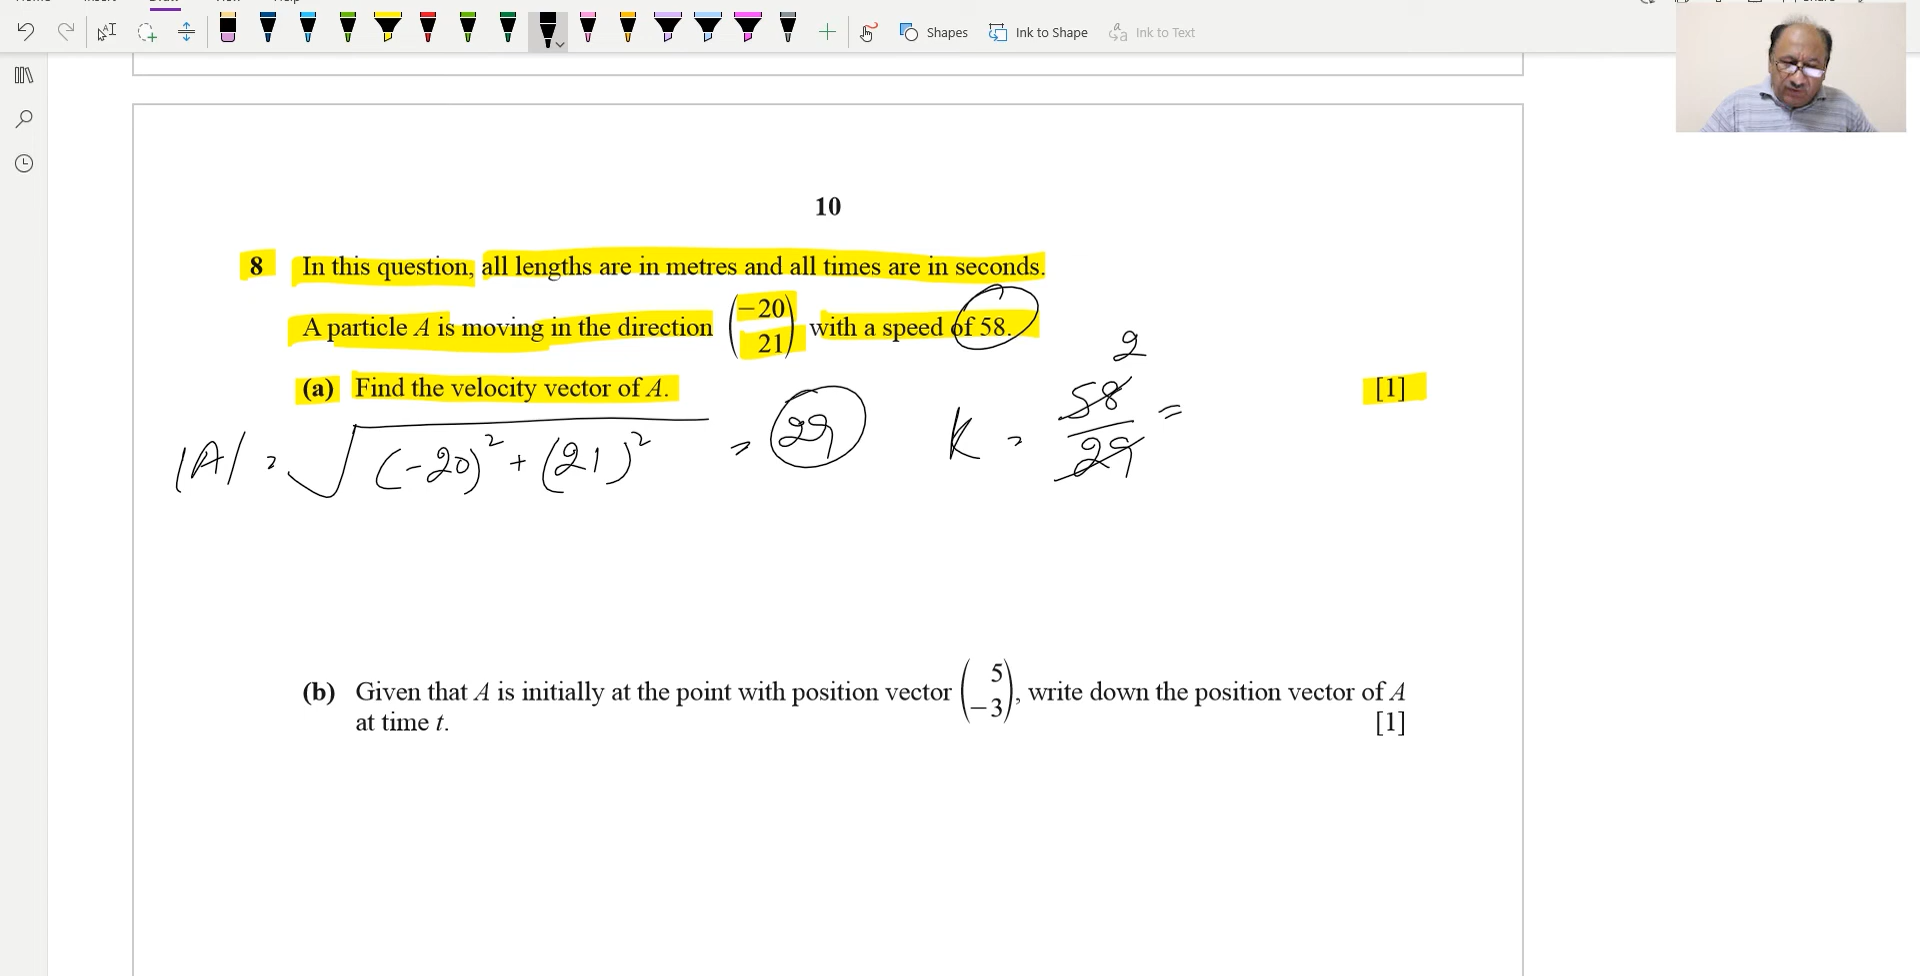 Shapes Ink to Shape Ink to Text
10
8 In this question, all lengths are in metres and all times are in seconds.
A particle A is moving in the direction (−20 21) with a speed of 58.
(a) Find the velocity vector of A. [1]
|A| = √(-20)² + (21)² = 29 K = 58/29 = 2
(b) Given that A is initially at the point with position vector (5 −3), write down the position vector of A
at time t. [1]